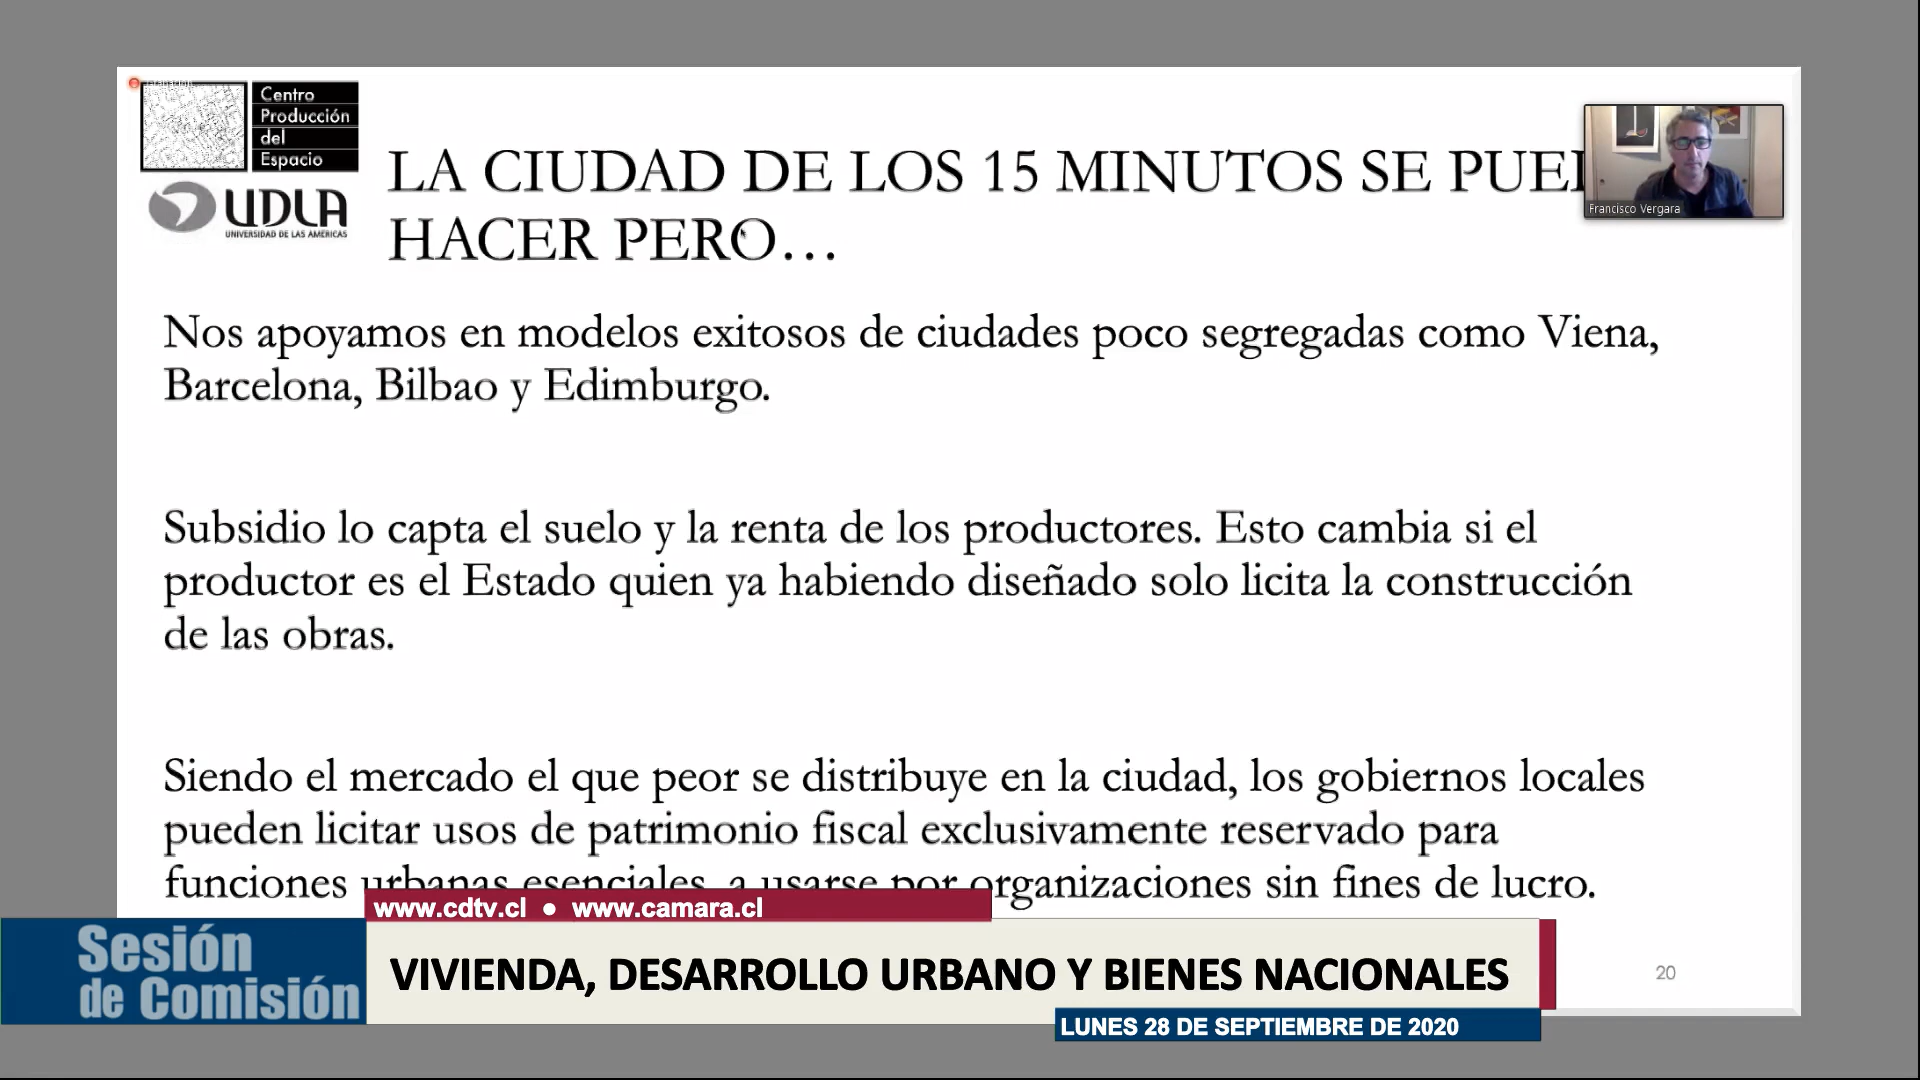 Grabación
Centro
Producción
del
Espacio
UDLA
UNIVERSIDAD DE LAS AMÉRICAS
LA CIUDAD DE LOS 15 MINUTOS SE
HACER PERO…
Francisco Vergara
Nos apoyamos en modelos exitosos de ciudades poco segregadas como Viena,
Barcelona, Bilbao y Edimburgo.
Subsidio lo capta el suelo y la renta de los productores. Esto cambia si el
productor es el Estado quien ya habiendo diseñado solo licita la construcción
de las obras.
Siendo el mercado el que peor se distribuye en la ciudad, los gobiernos locales
pueden licitar usos de patrimonio fiscal exclusivamente reservado para
funciones urbanas esenciales, a usarse por organizaciones sin fines de lucro.
www.cdtv.cl • www.camara.cl
Sesión
de Comisión
VIVIENDA, DESARROLLO URBANO Y BIENES NACIONALES
20
LUNES 28 DE SEPTIEMBRE DE 2020